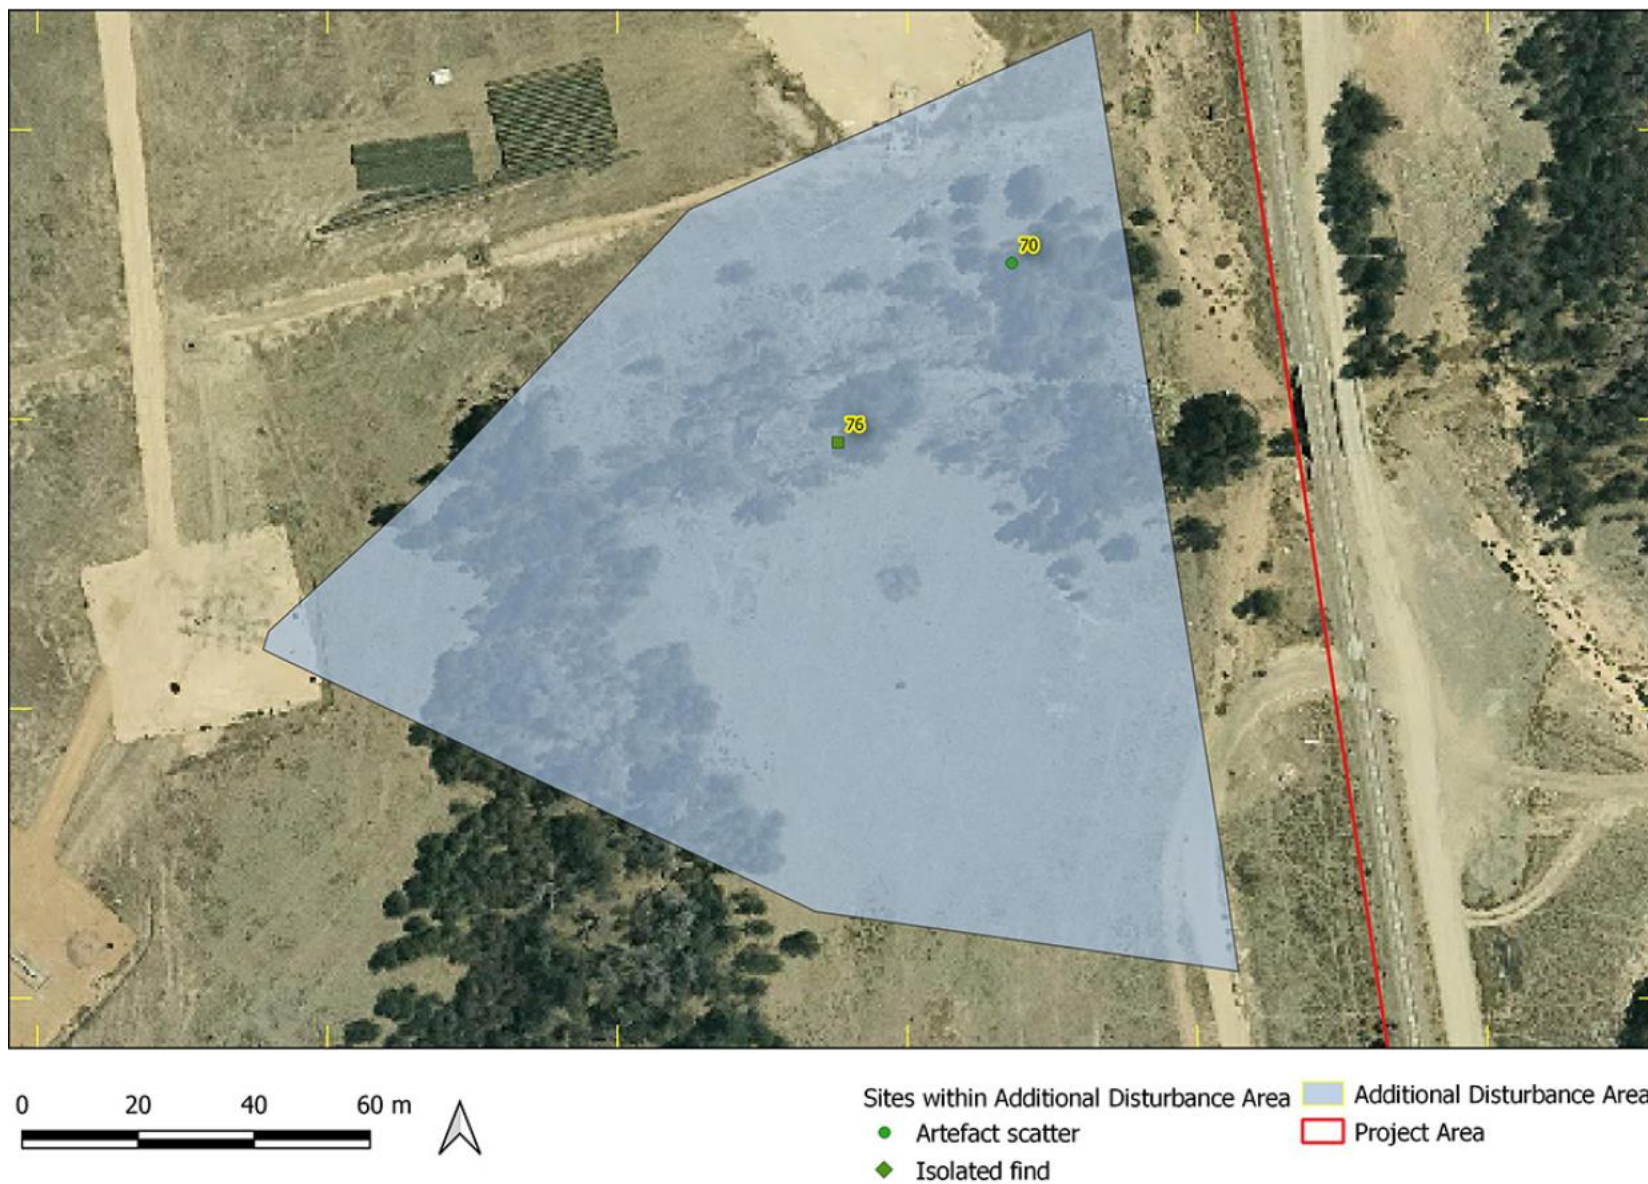 70
76
0 20 40 60 m
Sites within Additional Disturbance Area
Artefact scatter
Isolated find
Additional Disturbance Area
Project Area